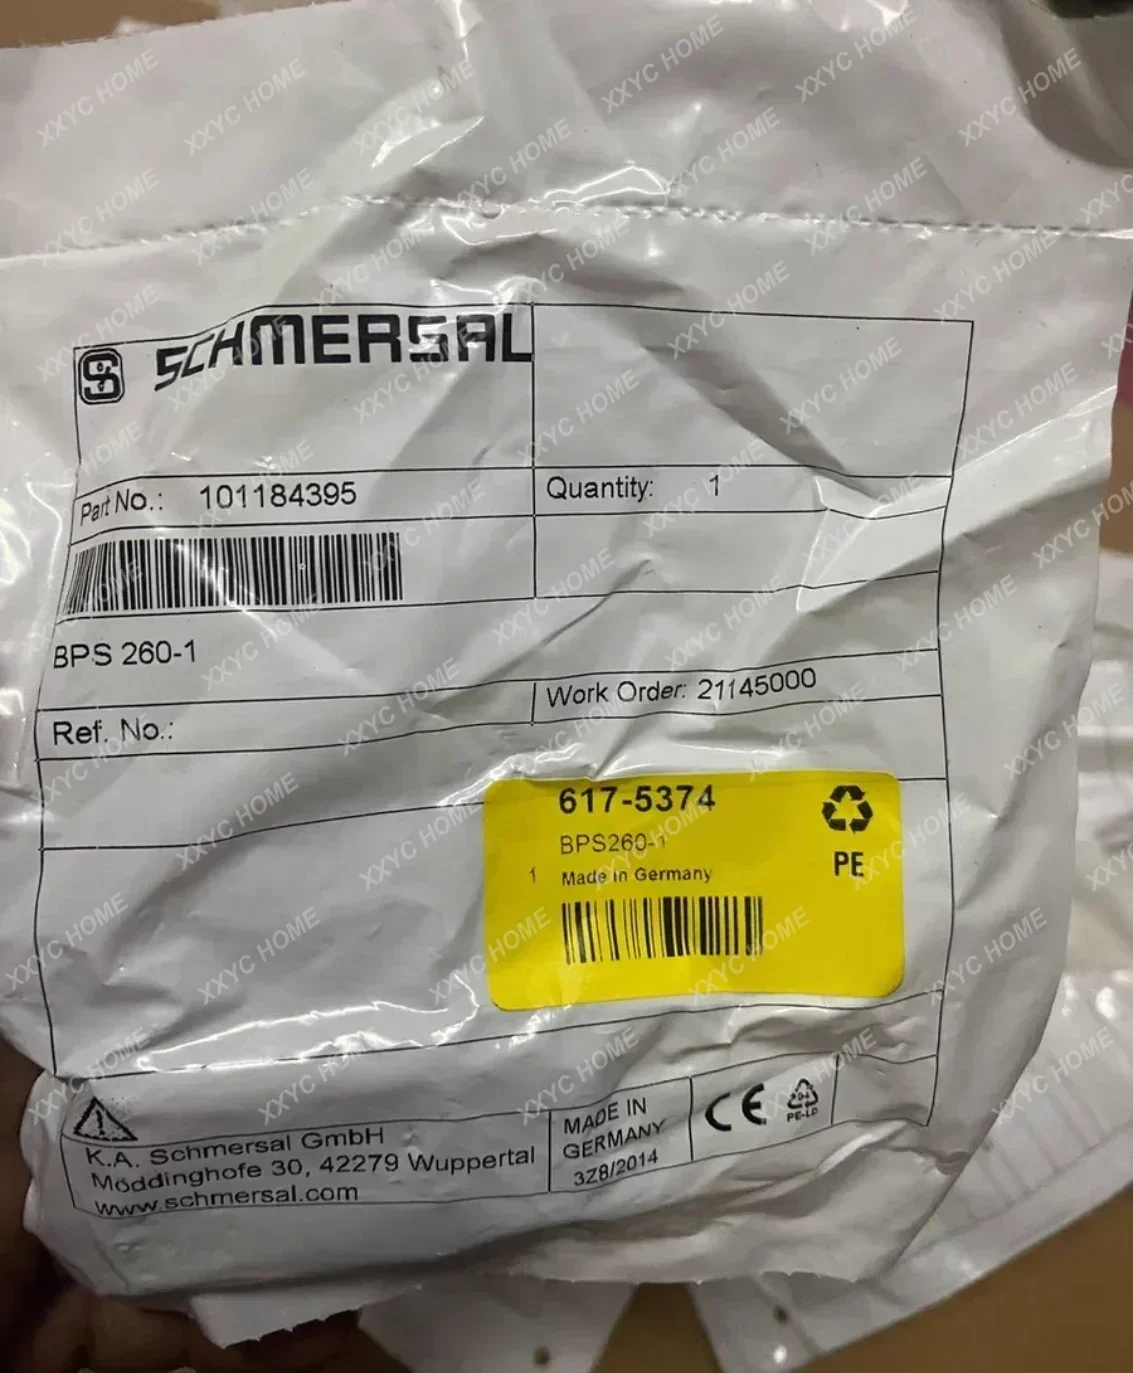 SCHMERSAL
Part No.: 101184395
Quantity: 1
BPS 260-1
Work Order: 21145000
Ref. No.:
617-5374
BPS260-1
1 Made in Germany
PE
K.A. Schmersal GmbH
Möddinghofe 30, 42279 Wuppertal
www.schmersal.com
MADE IN
GERMANY
3Z8/2014
CE
04
PE-LD
XXYC HOME